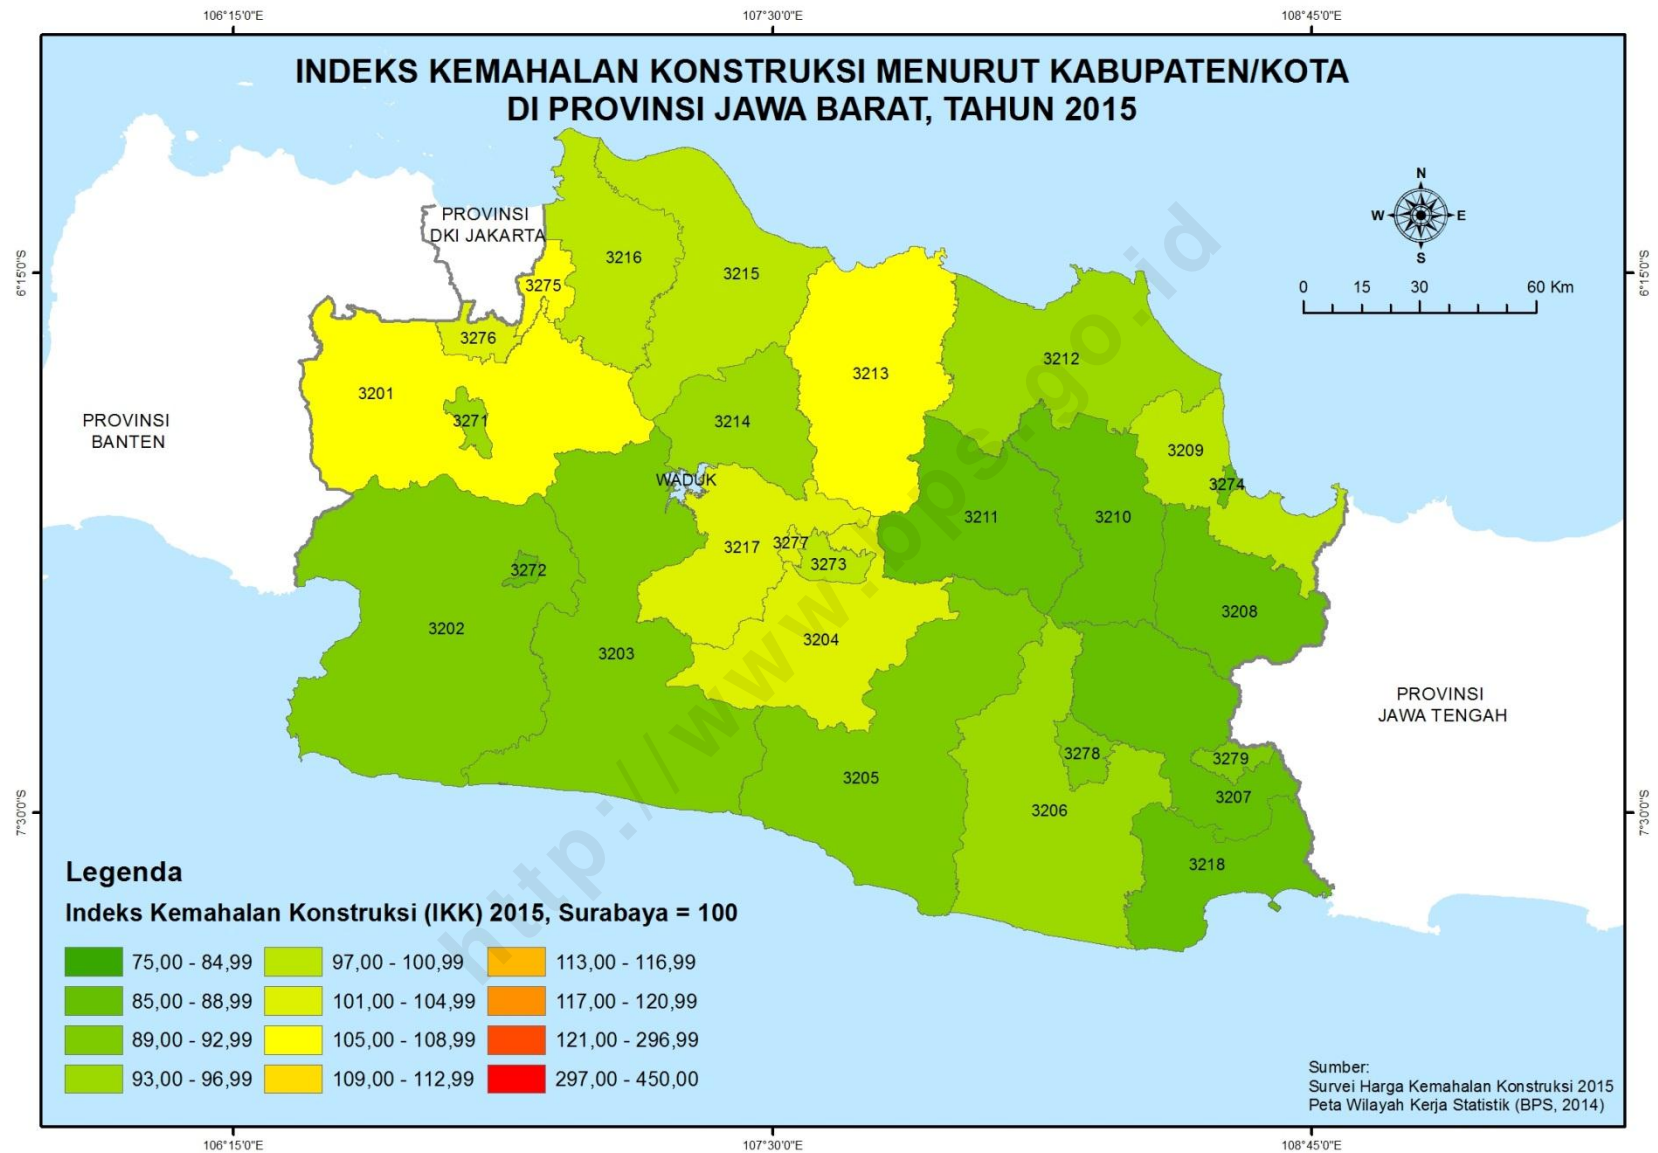 106°15'0"E 107°30'0"E 108°45'0"E
INDEKS KEMAHALAN KONSTRUKSI MENURUT KABUPATEN/KOTA
DI PROVINSI JAWA BARAT, TAHUN 2015
N
W E
S
0 15 30 60 Km
6°15'0"S
6°15'0"S
PROVINSI
DKI JAKARTA
3216
3215
3275
3276
3213
3212
3201
3271
3214
PROVINSI
BANTEN
3209
WADUK
3274
3211
3210
3217
3277
3273
3272
3208
3202
3204
3203
PROVINSI
JAWA TENGAH
3278
3279
3205
3207
3206
3218
7°30'0"S
7°30'0"S
http://www.bps.go.id
Legenda
Indeks Kemahalan Konstruksi (IKK) 2015, Surabaya = 100
75,00 - 84,99 97,00 - 100,99 113,00 - 116,99
85,00 - 88,99 101,00 - 104,99 117,00 - 120,99
89,00 - 92,99 105,00 - 108,99 121,00 - 296,99
93,00 - 96,99 109,00 - 112,99 297,00 - 450,00
Sumber:
Survei Harga Kemahalan Konstruksi 2015
Peta Wilayah Kerja Statistik (BPS, 2014)
106°15'0"E 107°30'0"E 108°45'0"E